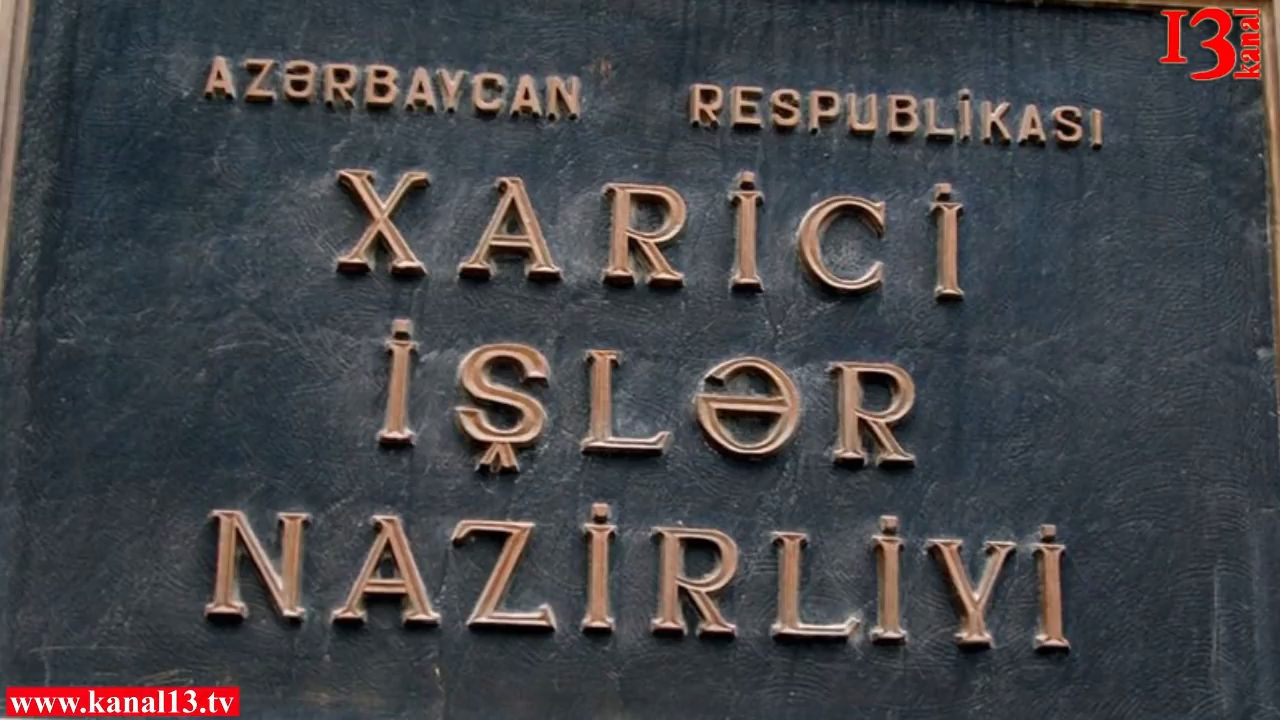 AZƏRBAYCAN RESPUBLİKASI
XARİCİ
İŞLƏR
NAZİRLİYİ
13 kanal
www.kanal13.tv